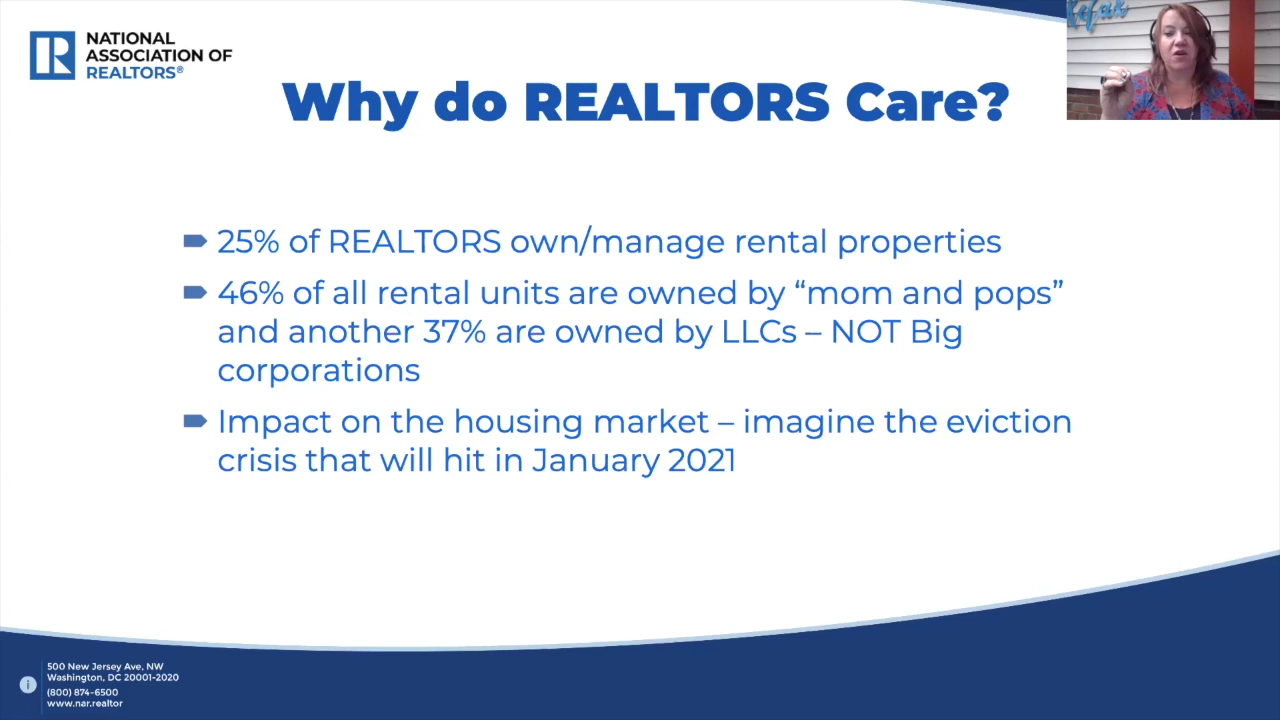 NATIONAL
ASSOCIATION OF
REALTORS®
Relax
Why do REALTORS Care?
25% of REALTORS own/manage rental properties
46% of all rental units are owned by “mom and pops”
and another 37% are owned by LLCs – NOT Big
corporations
Impact on the housing market – imagine the eviction
crisis that will hit in January 2021
500 New Jersey Ave, NW
Washington, DC 20001-2020
(800) 874-6500
www.nar.realtor